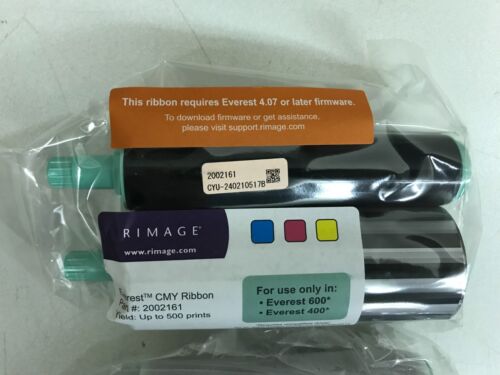 This ribbon requires Everest 4.07 or later firmware.
To download firmware or get assistance,
please visit support.rimage.com
2002161
CYU-240210517B
RIMAGE®
www.rimage.com
CMY Ribbon
Part #: 2002161
Yield: Up to 500 prints
For use only in:
• Everest 600*
• Everest 400*